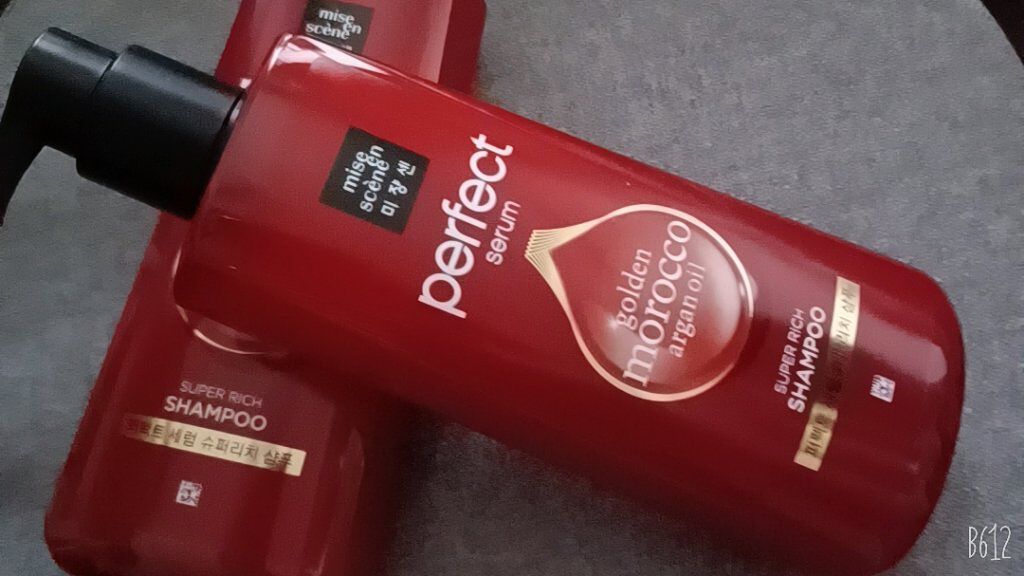 mise
en
scène
mise
en
scène
미장센
perfect
serum
golden
morocco
argan oil
SUPER RICH
SHAMPOO
SUPER RICH
SHAMPOO
퍼펙트 세럼 슈퍼리치 샴푸
B612